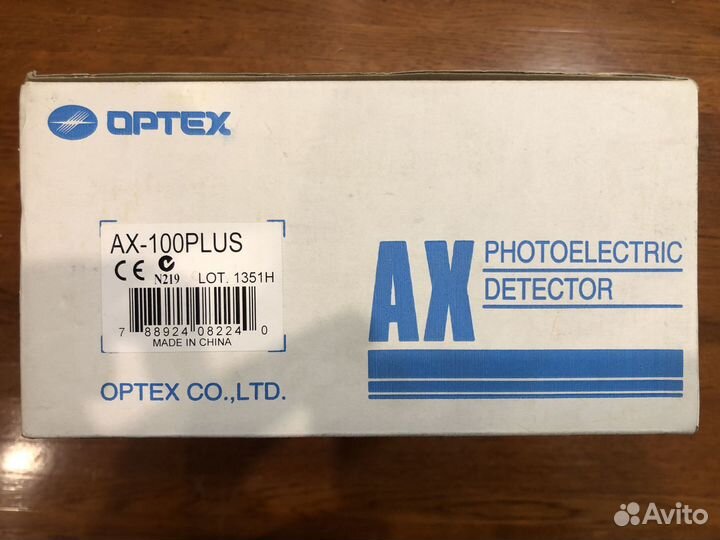 OPTEX
AX-100PLUS
CE N219 LOT. 1351H
7 88924 08224 0
MADE IN CHINA
OPTEX CO.,LTD.
AX
PHOTOELECTRIC
DETECTOR
Avito